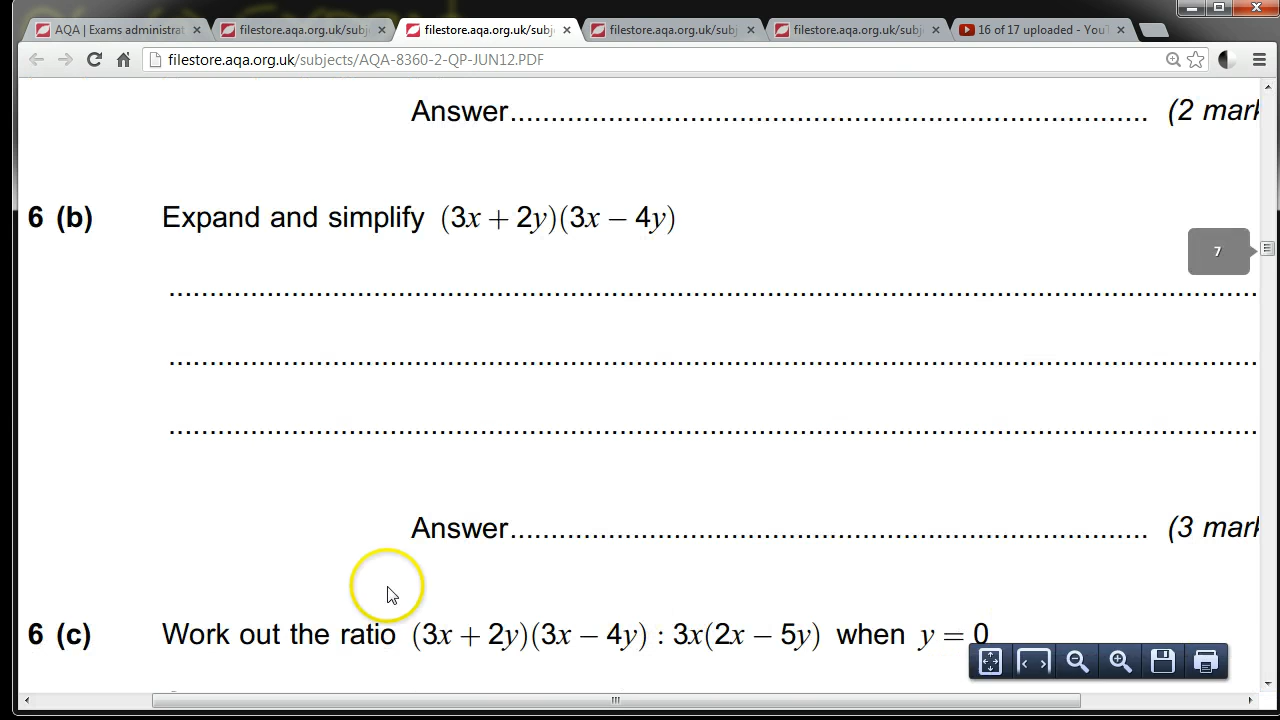 AQA | Exams administrat
filestore.aqa.org.uk/subj
filestore.aqa.org.uk/subj
filestore.aqa.org.uk/subj
filestore.aqa.org.uk/subj
16 of 17 uploaded - YouT
filestore.aqa.org.uk/subjects/AQA-8360-2-QP-JUN12.PDF
Answer........................................................................ (2 mark
6 (b) Expand and simplify (3x + 2y)(3x − 4y)
7
Answer........................................................................ (3 mark
6 (c) Work out the ratio (3x + 2y)(3x − 4y) : 3x(2x − 5y) when y = 0